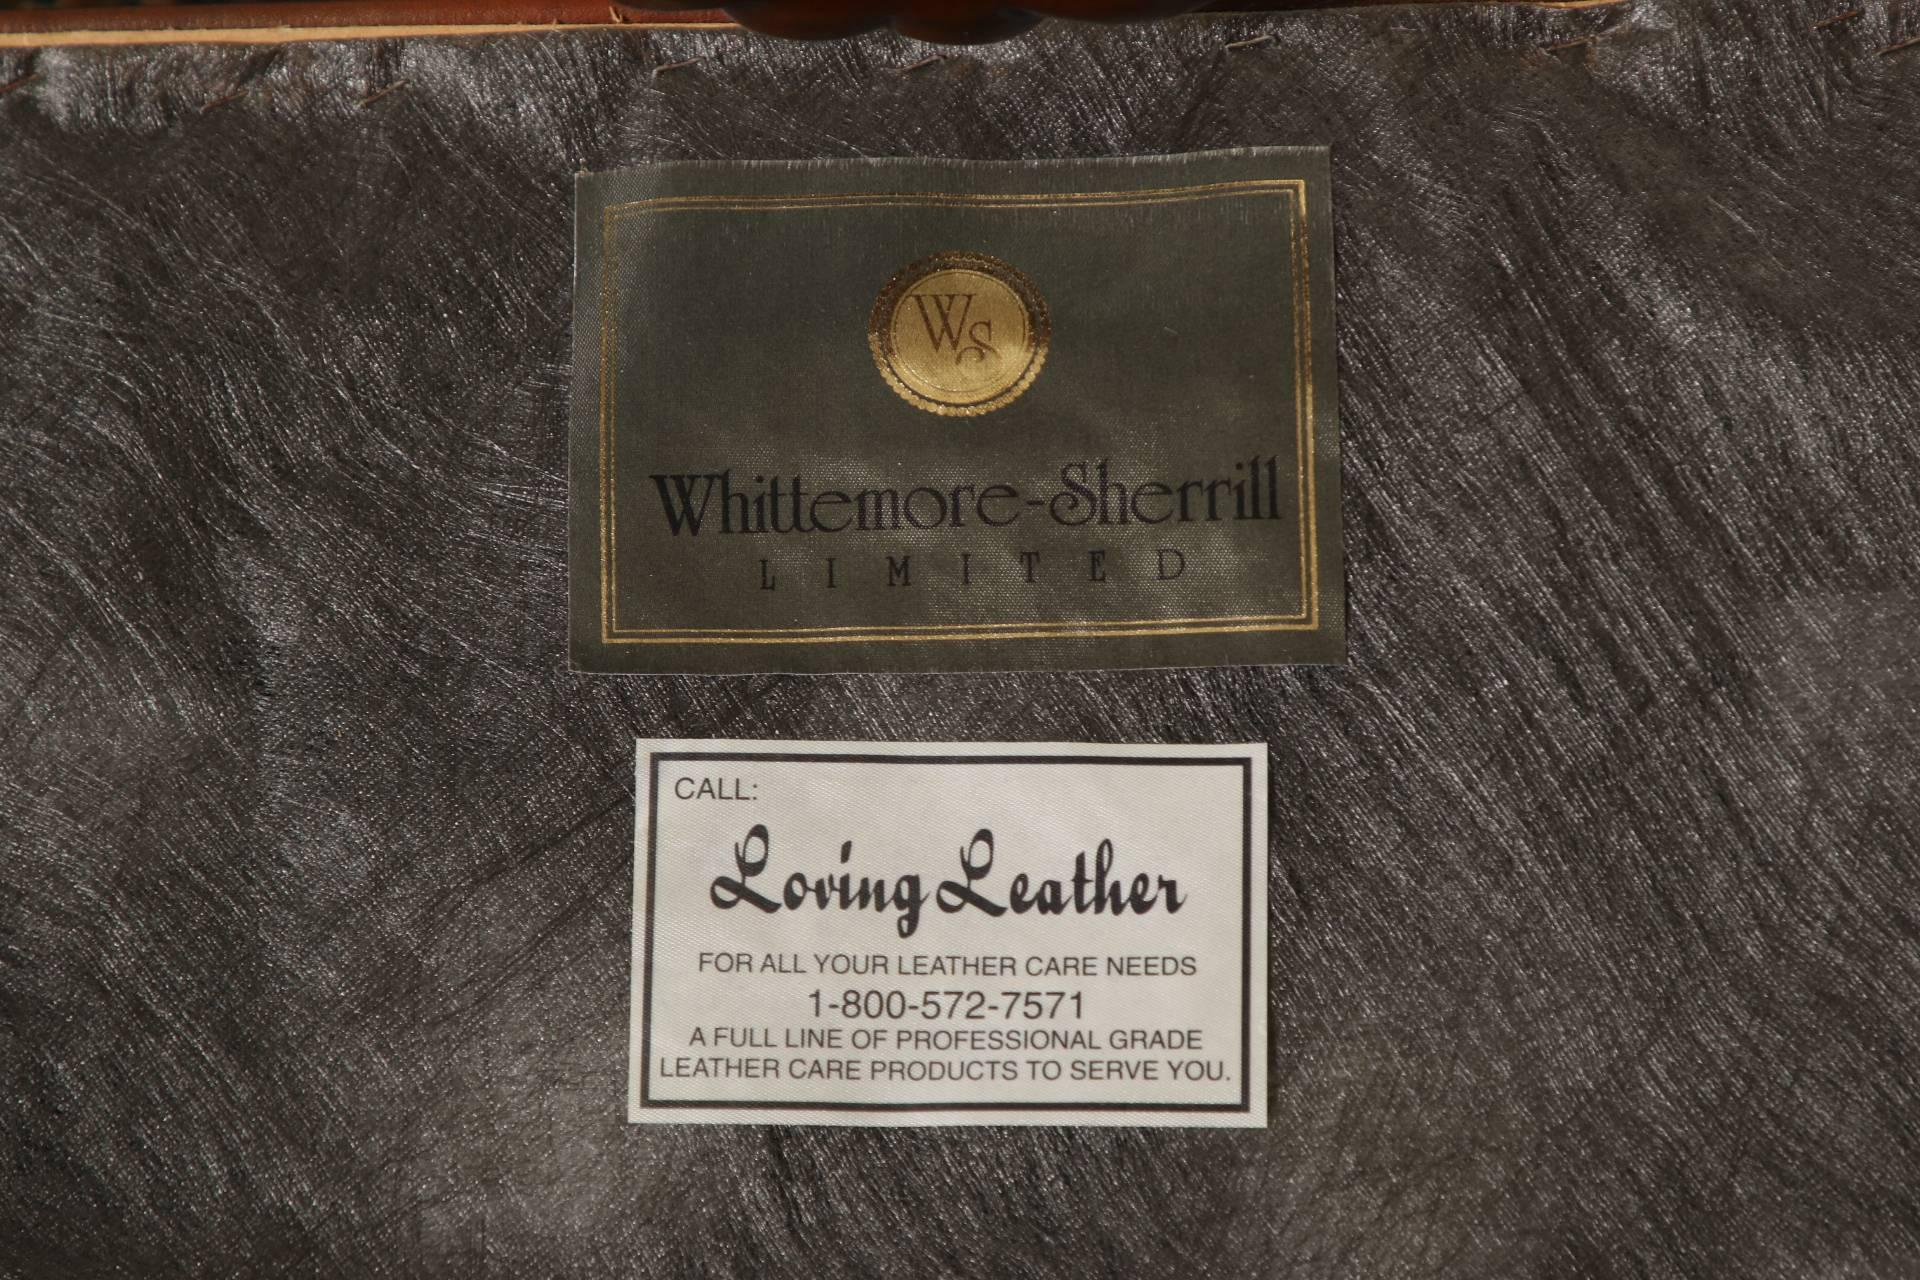 WS
Whittemore-Sherrill
LIMITED
CALL:
Loving Leather
FOR ALL YOUR LEATHER CARE NEEDS
1-800-572-7571
A FULL LINE OF PROFESSIONAL GRADE
LEATHER CARE PRODUCTS TO SERVE YOU.